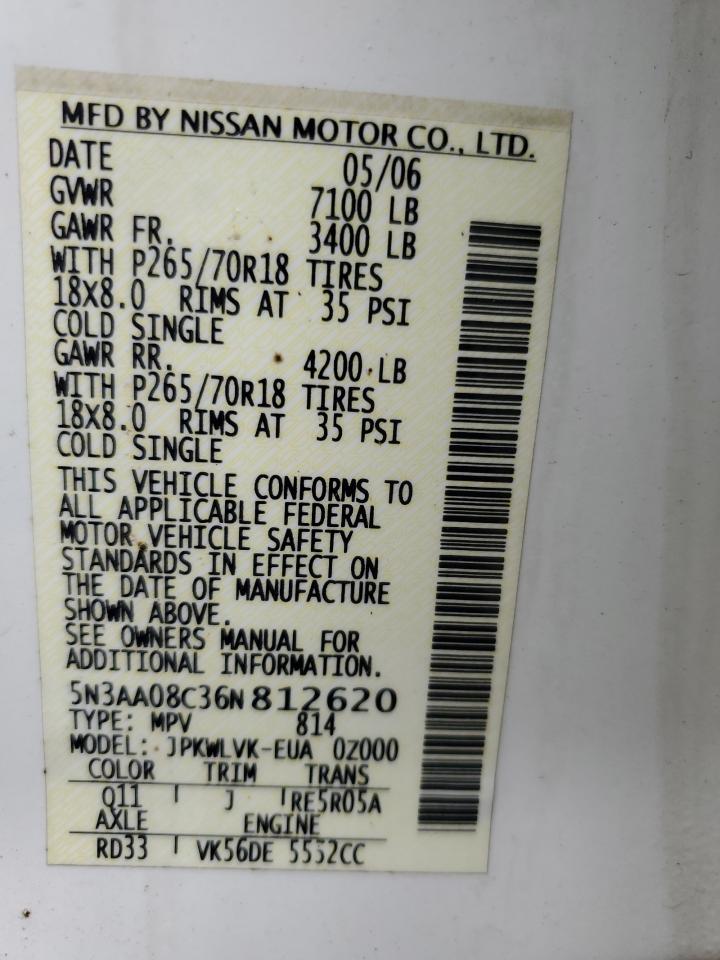 MFD BY NISSAN MOTOR CO., LTD.
DATE 05/06
GVWR 7100 LB
GAWR FR. 3400 LB
WITH P265/70R18 TIRES
18X8.0 RIMS AT 35 PSI
COLD SINGLE
GAWR RR. 4200 LB
WITH P265/70R18 TIRES
18X8.0 RIMS AT 35 PSI
COLD SINGLE
THIS VEHICLE CONFORMS TO
ALL APPLICABLE FEDERAL
MOTOR VEHICLE SAFETY
STANDARDS IN EFFECT ON
THE DATE OF MANUFACTURE
SHOWN ABOVE.
SEE OWNERS MANUAL FOR
ADDITIONAL INFORMATION.
5N3AA08C36N812620
TYPE: MPV 814
MODEL: JPKWLVK-EUA 0Z000
COLOR TRIM TRANS
Q11 J RE5R05A
AXLE ENGINE
RD33 VK56DE 5552CC